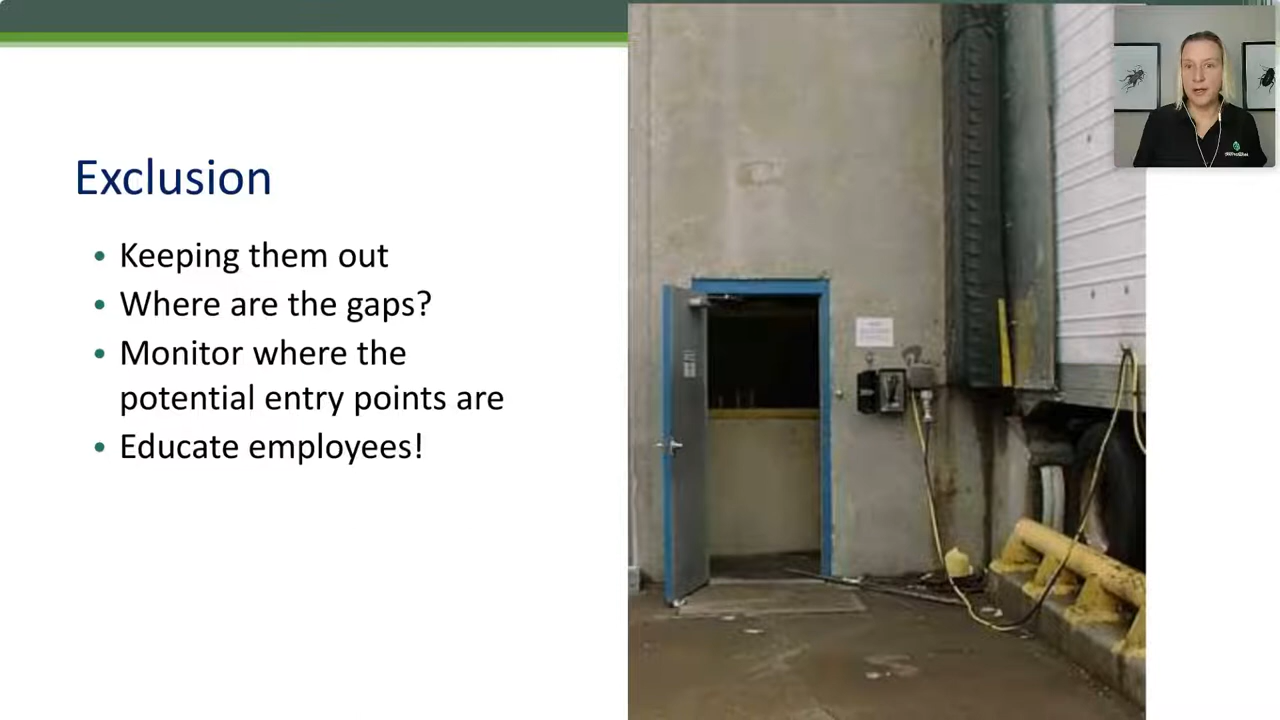 Exclusion
• Keeping them out
• Where are the gaps?
• Monitor where the
potential entry points are
• Educate employees!